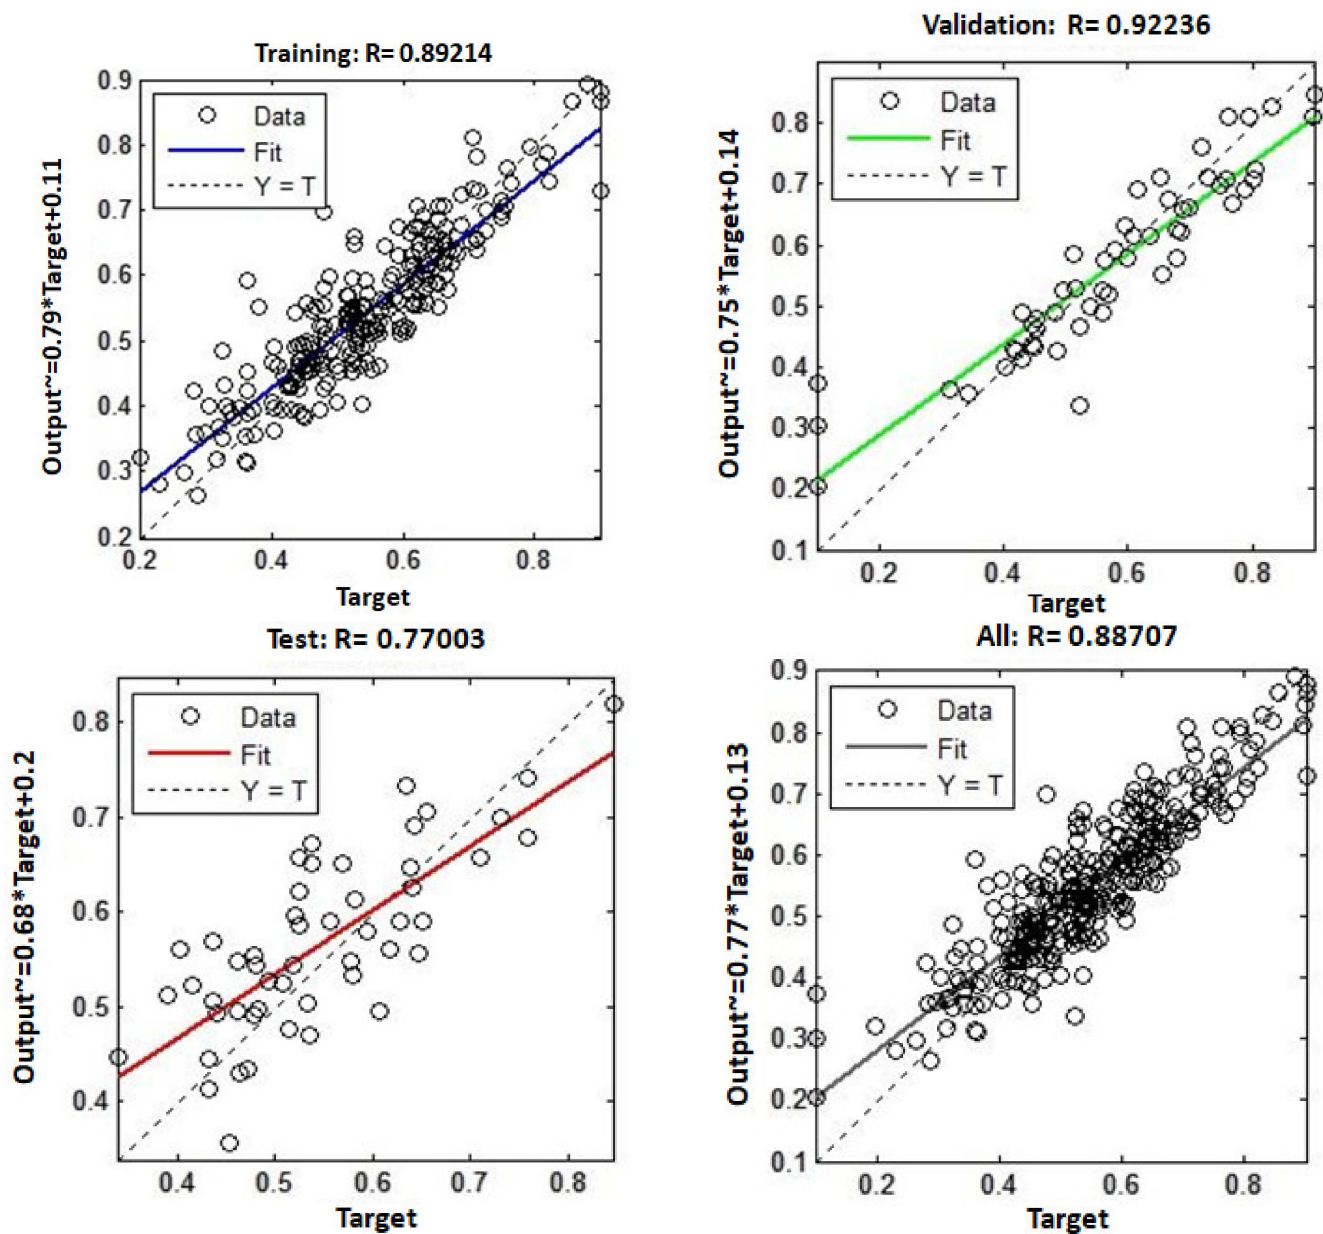 Training: R= 0.89214
0.9
0.8
0.7
0.6
0.5
0.4
0.3
0.2
Data
Fit
Y = T
Output~=0.79*Target+0.11
0.2 0.4 0.6 0.8
Target
Validation: R= 0.92236
0.8
0.7
0.6
0.5
0.4
0.3
0.2
0.1
Data
Fit
Y = T
Output~=0.75*Target+0.14
0.2 0.4 0.6 0.8
Target
Test: R= 0.77003
0.8
0.7
0.6
0.5
0.4
Data
Fit
Y = T
Output~=0.68*Target+0.2
0.4 0.5 0.6 0.7 0.8
Target
All: R= 0.88707
0.9
0.8
0.7
0.6
0.5
0.4
0.3
0.2
0.1
Data
Fit
Y = T
Output~=0.77*Target+0.13
0.2 0.4 0.6 0.8
Target